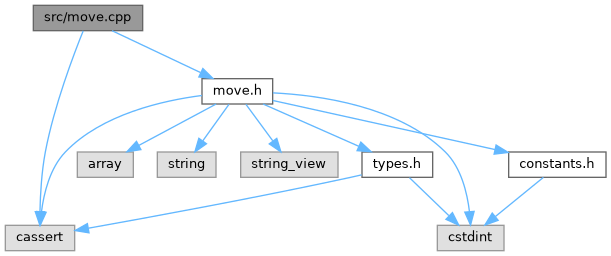 src/move.cpp
move.h
array
string
string_view
types.h
constants.h
cassert
cstdint